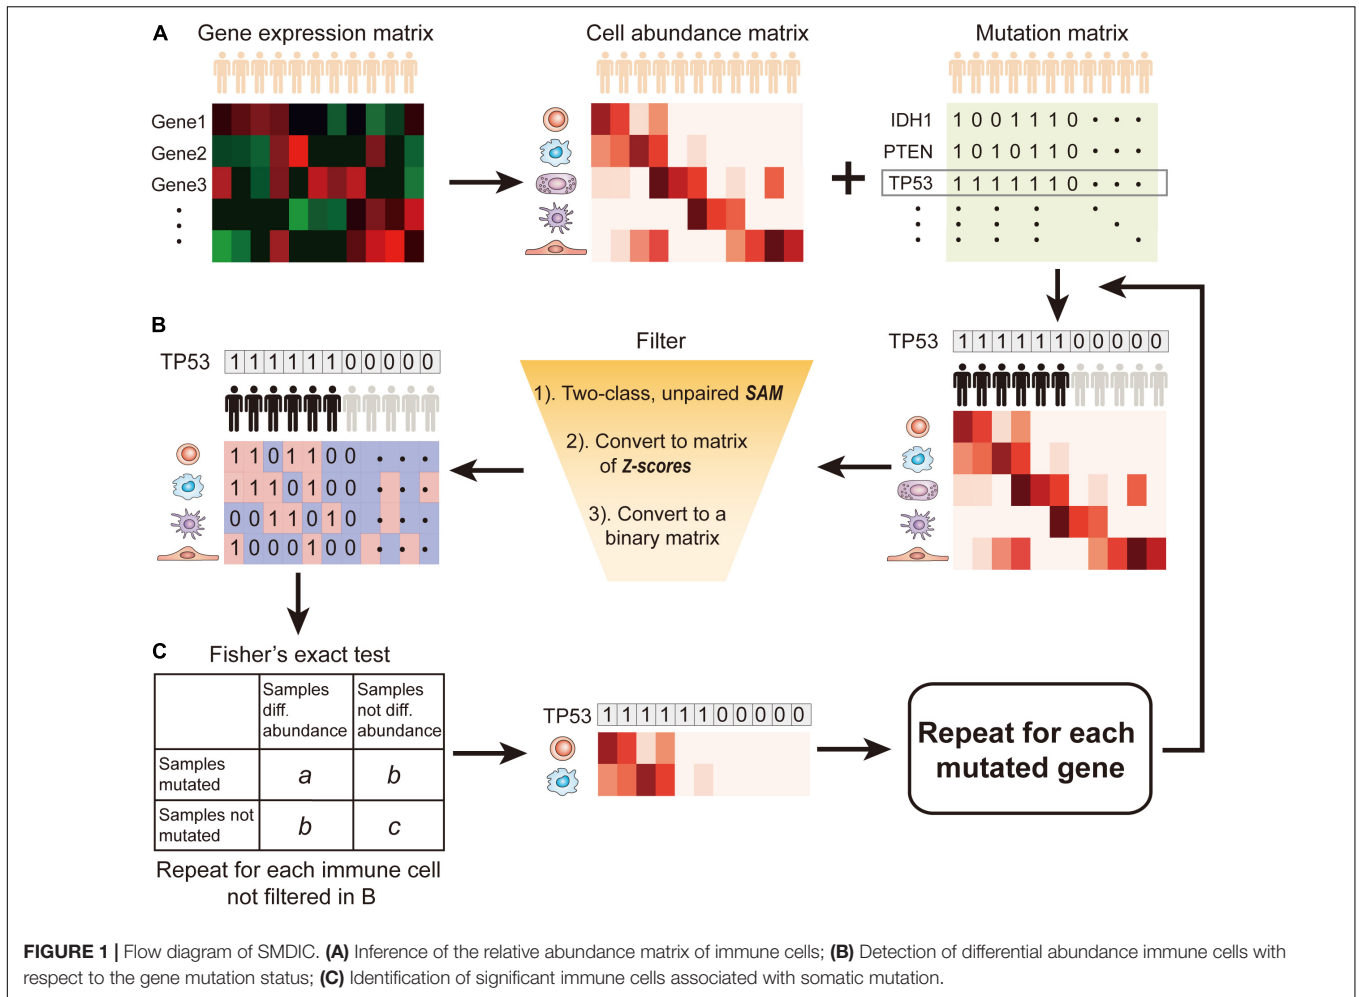 A
Gene expression matrix
Cell abundance matrix
Mutation matrix
Gene1
Gene2
Gene3
IDH1 1 0 0 1 1 1 0 • • •
PTEN 1 0 1 0 1 1 0 • • •
TP53 1 1 1 1 1 1 0 • • •
+
B
TP53 1 1 1 1 1 1 0 0 0 0 0
1 1 0 1 1 0 0 • • •
1 1 1 0 1 0 0 • • •
0 0 1 1 0 1 0 • • •
1 0 0 0 1 0 0 • • •
Filter
1). Two-class, unpaired SAM
2). Convert to matrix
of Z-scores
3). Convert to a
binary matrix
TP53 1 1 1 1 1 1 0 0 0 0 0
C
Fisher's exact test
Samples
diff.
abundance
Samples
not diff.
abundance
Samples
mutated
a
b
Samples not
mutated
b
c
Repeat for each immune cell
not filtered in B
TP53 1 1 1 1 1 1 0 0 0 0 0
Repeat for each
mutated gene
FIGURE 1 | Flow diagram of SMDIC. (A) Inference of the relative abundance matrix of immune cells; (B) Detection of differential abundance immune cells with
respect to the gene mutation status; (C) Identification of significant immune cells associated with somatic mutation.